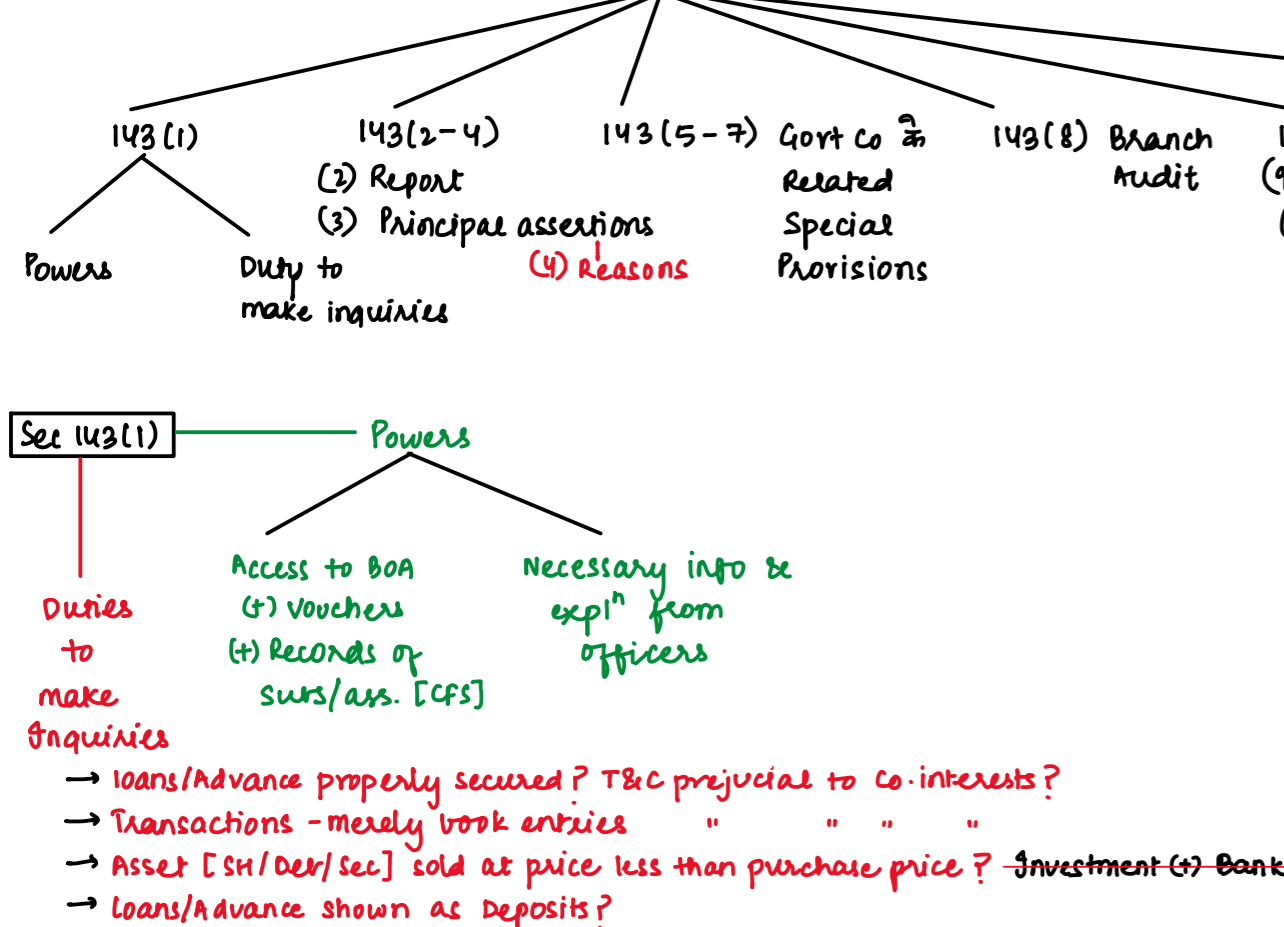 143(1)
143(2-4)
(2) Report
(3) Principal assertions
(4) Reasons
143(5-7) Govt Co के
Related
Special
Provisions
143(8) Branch
Audit
Powers
Duty to
make inquiries
Sec 143(1)
Powers
Access to BOA
(+) Vouchers
(+) Records of
Subs/ass. [CFS]
Necessary info &
explⁿ from
officers
Duties
to
make
Inquiries
→ loans/Advance properly secured? T&C prejucial to co. interests?
→ Transactions - merely book entries " " " "
→ Asset [SH/Deb/Sec] sold at price less than purchase price? Investment (+) Bank
→ Loans/Advance shown as Deposits?